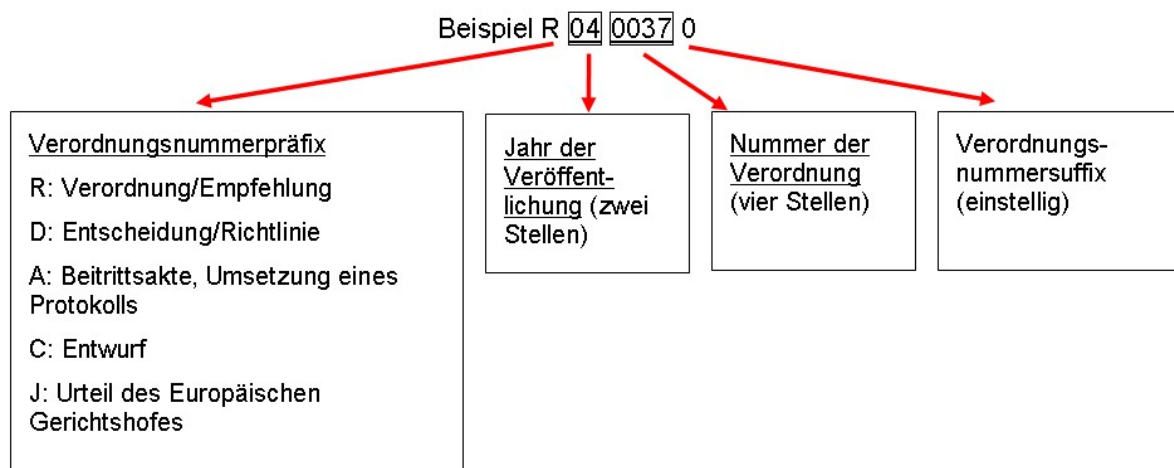 Beispiel R 04 0037 0
Verordnungsnummerpräfix
R: Verordnung/Empfehlung
D: Entscheidung/Richtlinie
A: Beitrittsakte, Umsetzung eines
Protokolls
C: Entwurf
J: Urteil des Europäischen
Gerichtshofes
Jahr der
Veröffent-
lichung (zwei
Stellen)
Nummer der
Verordnung
(vier Stellen)
Verordnungs-
nummersuffix
(einstellig)